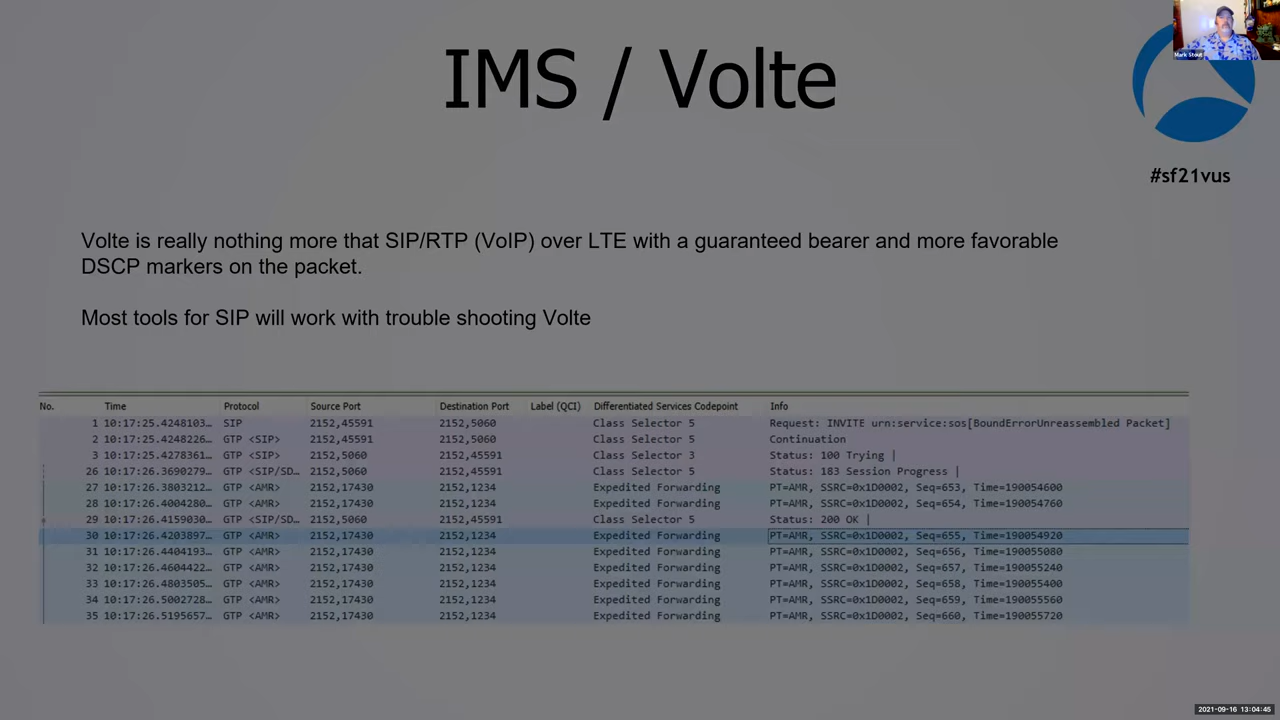 IMS / Volte
Mark Stout
#sf21vus
Volte is really nothing more that SIP/RTP (VoIP) over LTE with a guaranteed bearer and more favorable
DSCP markers on the packet.
Most tools for SIP will work with trouble shooting Volte
No. Time Protocol Source Port Destination Port Label (QCI) Differentiated Services Codepoint Info
1 10:17:25.4248103… SIP 2152,45591 2152,5060 Class Selector 5 Request: INVITE urn:service:sos[BoundErrorUnreassembled Packet]
2 10:17:25.4248226… GTP <SIP> 2152,45591 2152,5060 Class Selector 5 Continuation
3 10:17:25.4278361… GTP <SIP> 2152,5060 2152,45591 Class Selector 3 Status: 100 Trying |
26 10:17:26.3690279… GTP <SIP/SD… 2152,5060 2152,45591 Class Selector 5 Status: 183 Session Progress |
27 10:17:26.3803212… GTP <AMR> 2152,17430 2152,1234 Expedited Forwarding PT=AMR, SSRC=0x1D0002, Seq=653, Time=190054600
28 10:17:26.4004280… GTP <AMR> 2152,17430 2152,1234 Expedited Forwarding PT=AMR, SSRC=0x1D0002, Seq=654, Time=190054760
29 10:17:26.4159030… GTP <SIP/SD… 2152,5060 2152,45591 Class Selector 5 Status: 200 OK |
30 10:17:26.4203897… GTP <AMR> 2152,17430 2152,1234 Expedited Forwarding PT=AMR, SSRC=0x1D0002, Seq=655, Time=190054920
31 10:17:26.4404193… GTP <AMR> 2152,17430 2152,1234 Expedited Forwarding PT=AMR, SSRC=0x1D0002, Seq=656, Time=190055080
32 10:17:26.4604422… GTP <AMR> 2152,17430 2152,1234 Expedited Forwarding PT=AMR, SSRC=0x1D0002, Seq=657, Time=190055240
33 10:17:26.4803505… GTP <AMR> 2152,17430 2152,1234 Expedited Forwarding PT=AMR, SSRC=0x1D0002, Seq=658, Time=190055400
34 10:17:26.5002728… GTP <AMR> 2152,17430 2152,1234 Expedited Forwarding PT=AMR, SSRC=0x1D0002, Seq=659, Time=190055560
35 10:17:26.5195657… GTP <AMR> 2152,17430 2152,1234 Expedited Forwarding PT=AMR, SSRC=0x1D0002, Seq=660, Time=190055720
2021-09-16 13:04:45